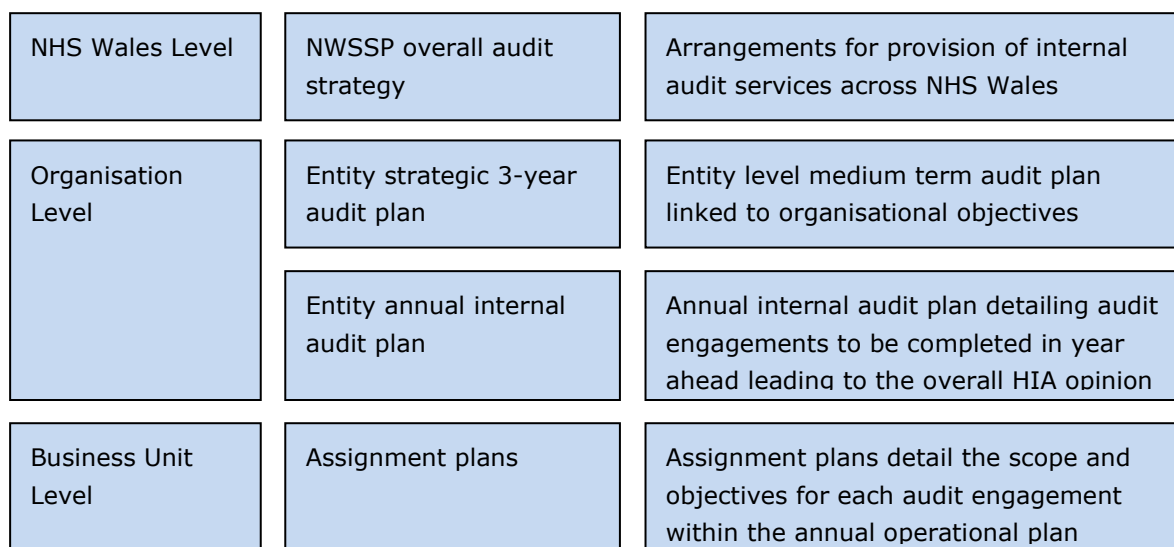 NHS Wales Level
NWSSP overall audit
strategy
Arrangements for provision of internal
audit services across NHS Wales
Organisation
Level
Entity strategic 3-year
audit plan
Entity level medium term audit plan
linked to organisational objectives
Entity annual internal
audit plan
Annual internal audit plan detailing audit
engagements to be completed in year
ahead leading to the overall HIA opinion
Business Unit
Level
Assignment plans
Assignment plans detail the scope and
objectives for each audit engagement
within the annual operational plan